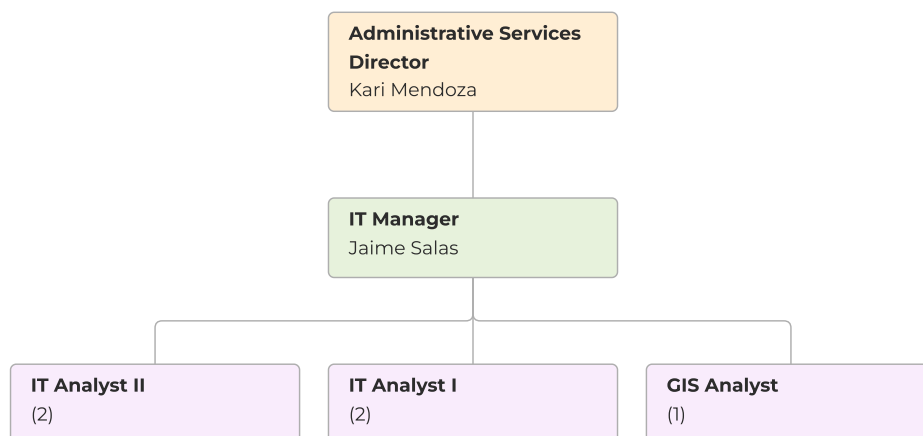 Administrative Services
Director
Kari Mendoza
IT Manager
Jaime Salas
IT Analyst II
(2)
IT Analyst I
(2)
GIS Analyst
(1)